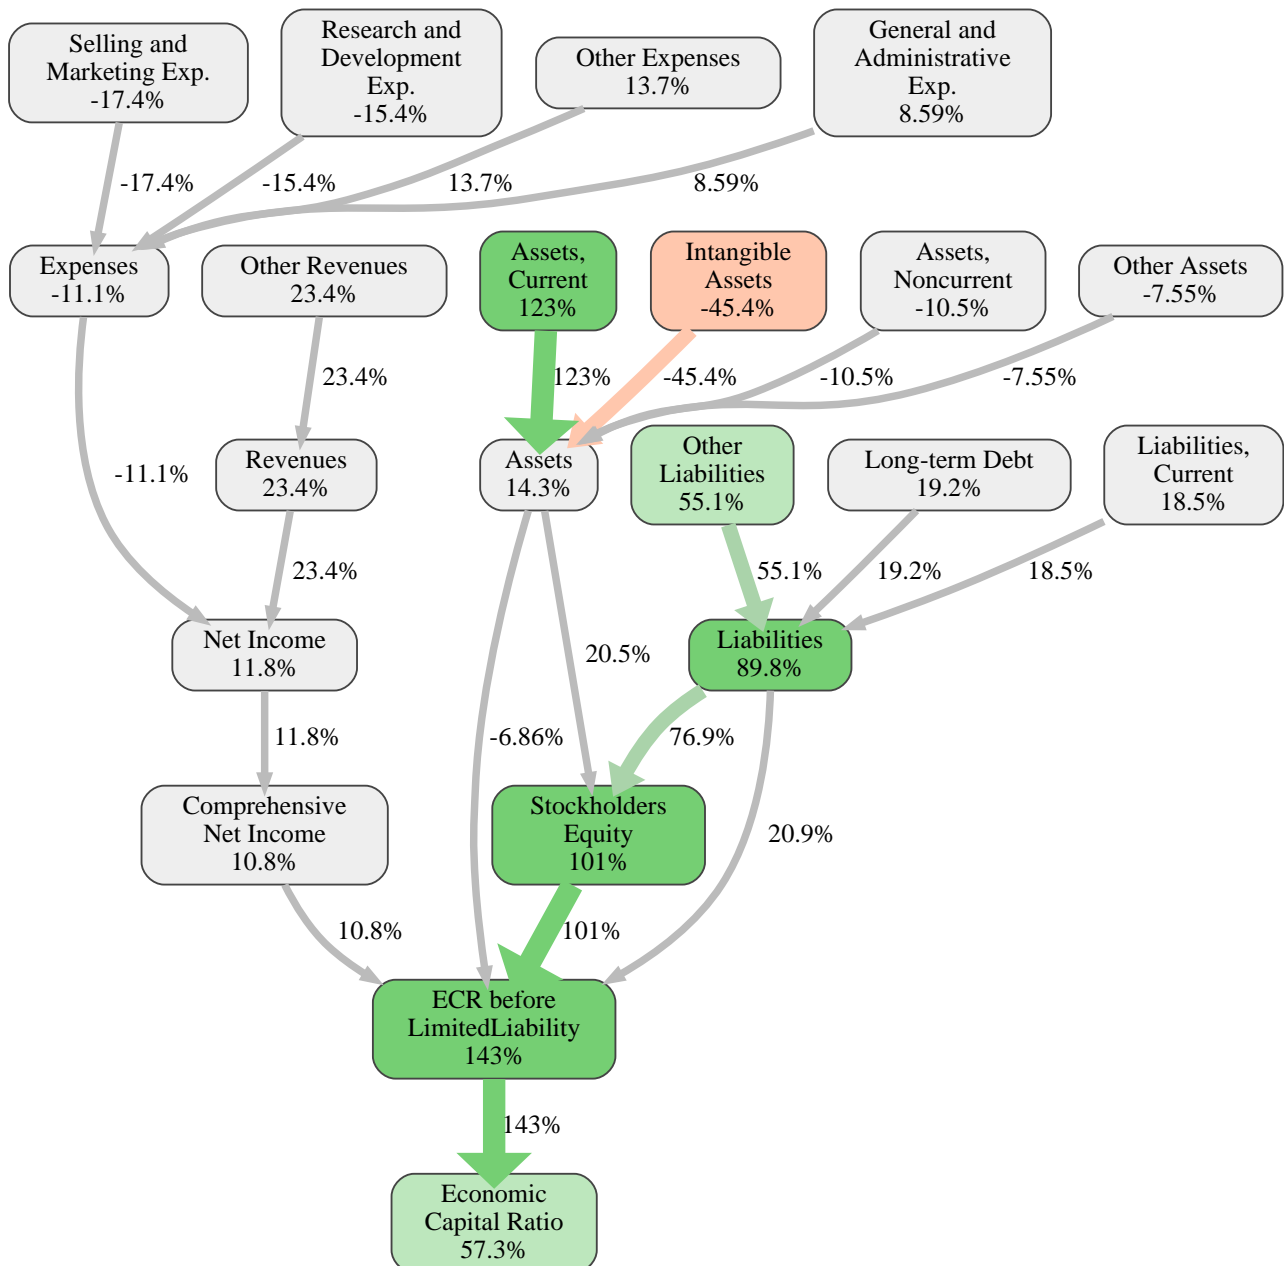 Selling and
Marketing Exp.
-17.4%
Research and
Development
Exp.
-15.4%
Other Expenses
13.7%
General and
Administrative
Exp.
8.59%
-17.4%
-15.4%
13.7%
8.59%
Expenses
-11.1%
Other Revenues
23.4%
Assets,
Current
123%
Intangible
Assets
-45.4%
Assets,
Noncurrent
-10.5%
Other Assets
-7.55%
23.4%
123%
-45.4%
-10.5%
-7.55%
-11.1%
Revenues
23.4%
Assets
14.3%
Other
Liabilities
55.1%
Long-term Debt
19.2%
Liabilities,
Current
18.5%
23.4%
55.1%
19.2%
18.5%
Net Income
11.8%
20.5%
Liabilities
89.8%
11.8%
-6.86%
76.9%
Comprehensive
Net Income
10.8%
Stockholders
Equity
101%
20.9%
10.8%
101%
ECR before
LimitedLiability
143%
143%
Economic
Capital Ratio
57.3%